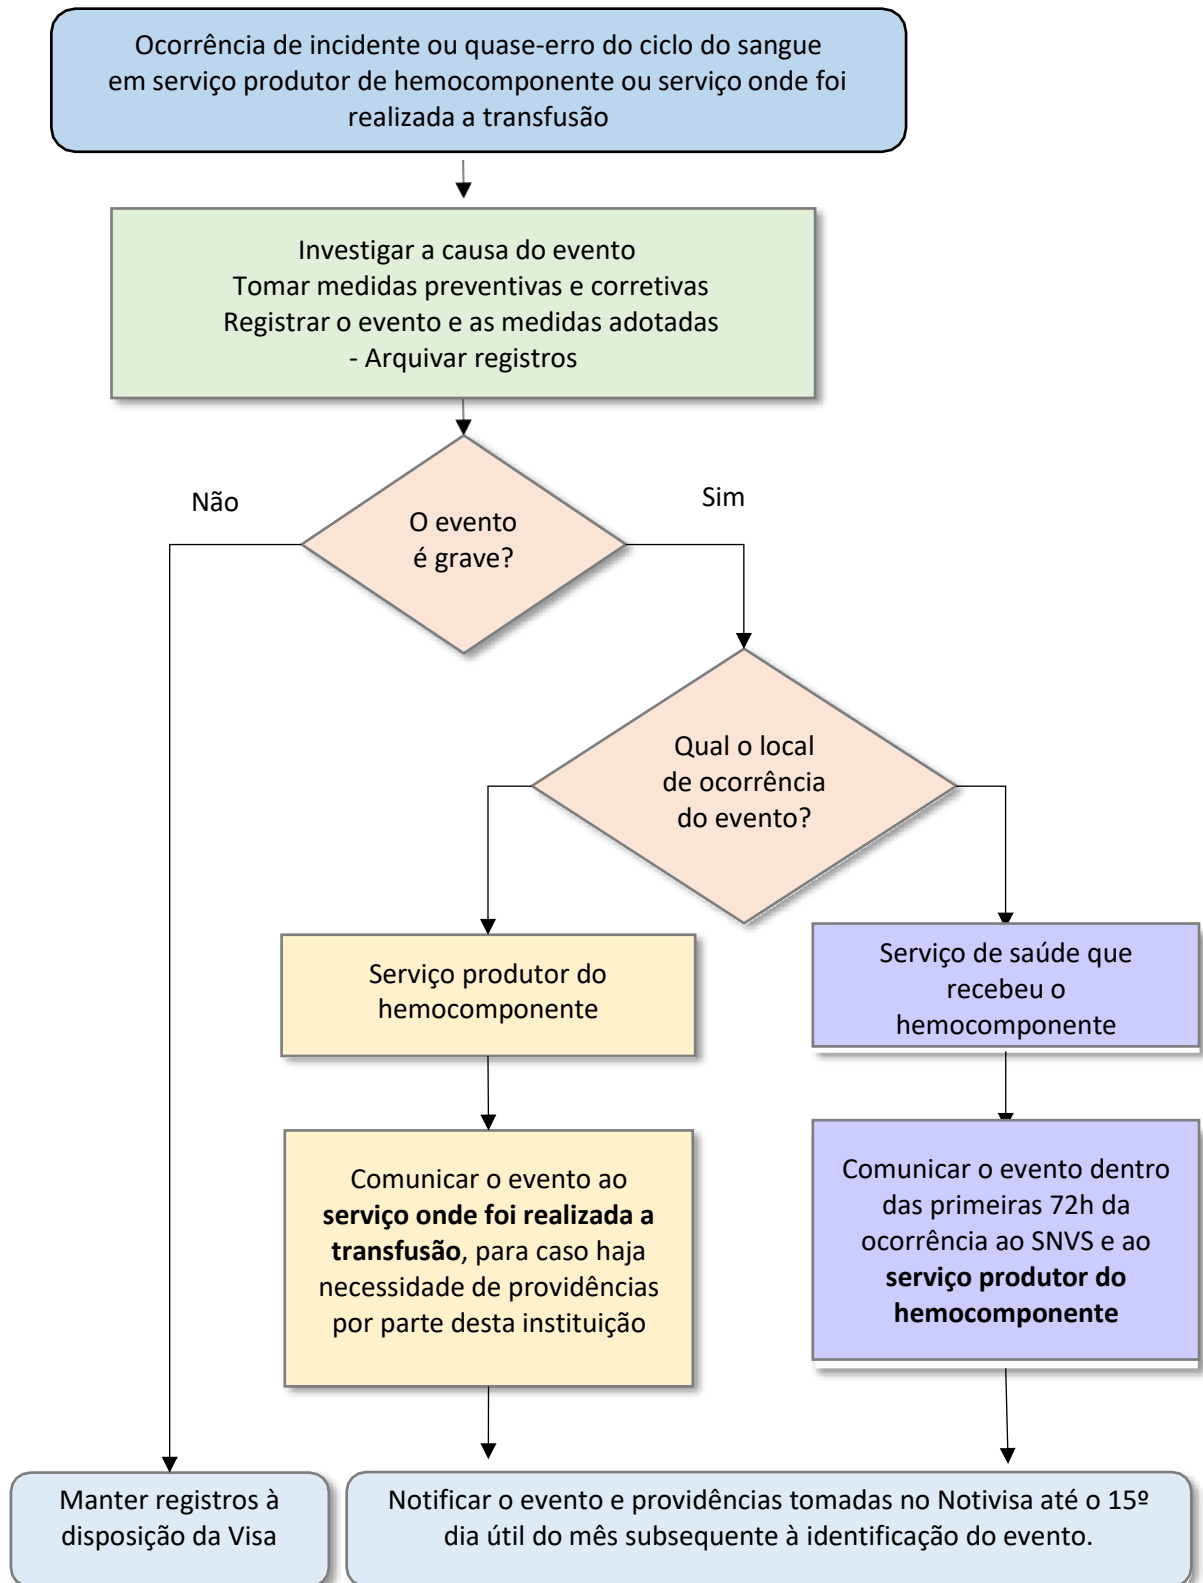 Ocorrência de incidente ou quase-erro do ciclo do sangue
em serviço produtor de hemocomponente ou serviço onde foi
realizada a transfusão
Investigar a causa do evento
Tomar medidas preventivas e corretivas
Registrar o evento e as medidas adotadas
- Arquivar registros
Não
Sim
O evento
é grave?
Qual o local
de ocorrência
do evento?
Serviço produtor do
hemocomponente
Serviço de saúde que
recebeu o
hemocomponente
Comunicar o evento ao
serviço onde foi realizada a
transfusão, para caso haja
necessidade de providências
por parte desta instituição
Comunicar o evento dentro
das primeiras 72h da
ocorrência ao SNVS e ao
serviço produtor do
hemocomponente
Manter registros à
disposição da Visa
Notificar o evento e providências tomadas no Notivisa até o 15º
dia útil do mês subsequente à identificação do evento.